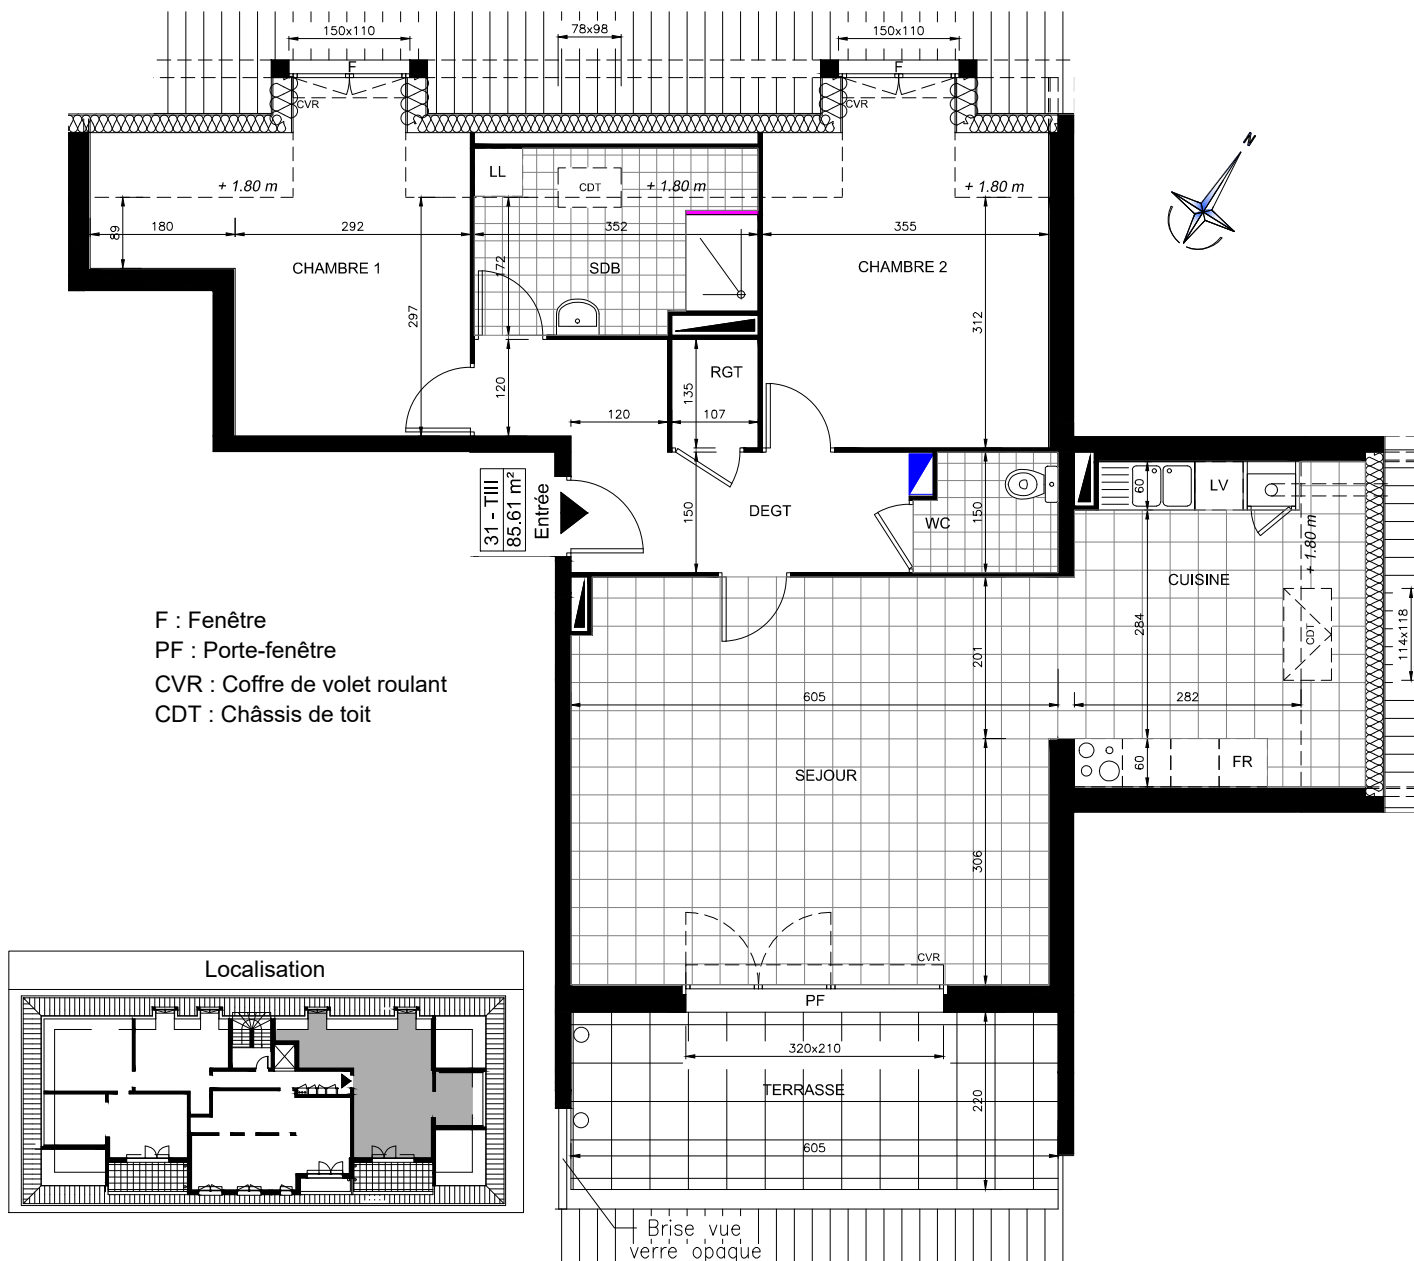 150x110
78x98
150x110
F
F
CVR
CVR
N
LL
CDT
+ 1.80 m
+ 1.80 m
+ 1.80 m
89
180
292
352
355
CHAMBRE 1
SDB
CHAMBRE 2
172
297
312
RGT
135
107
120
120
31 - TIII
85.61 m²
Entrée
150
DEGT
WC
150
60
LV
+ 1.80 m
CUISINE
284
CDT
114x118
F : Fenêtre
PF : Porte-fenêtre
CVR : Coffre de volet roulant
CDT : Châssis de toit
201
605
282
SEJOUR
60
FR
306
CVR
PF
320x210
TERRASSE
220
605
Localisation
Brise vue
verre opaque